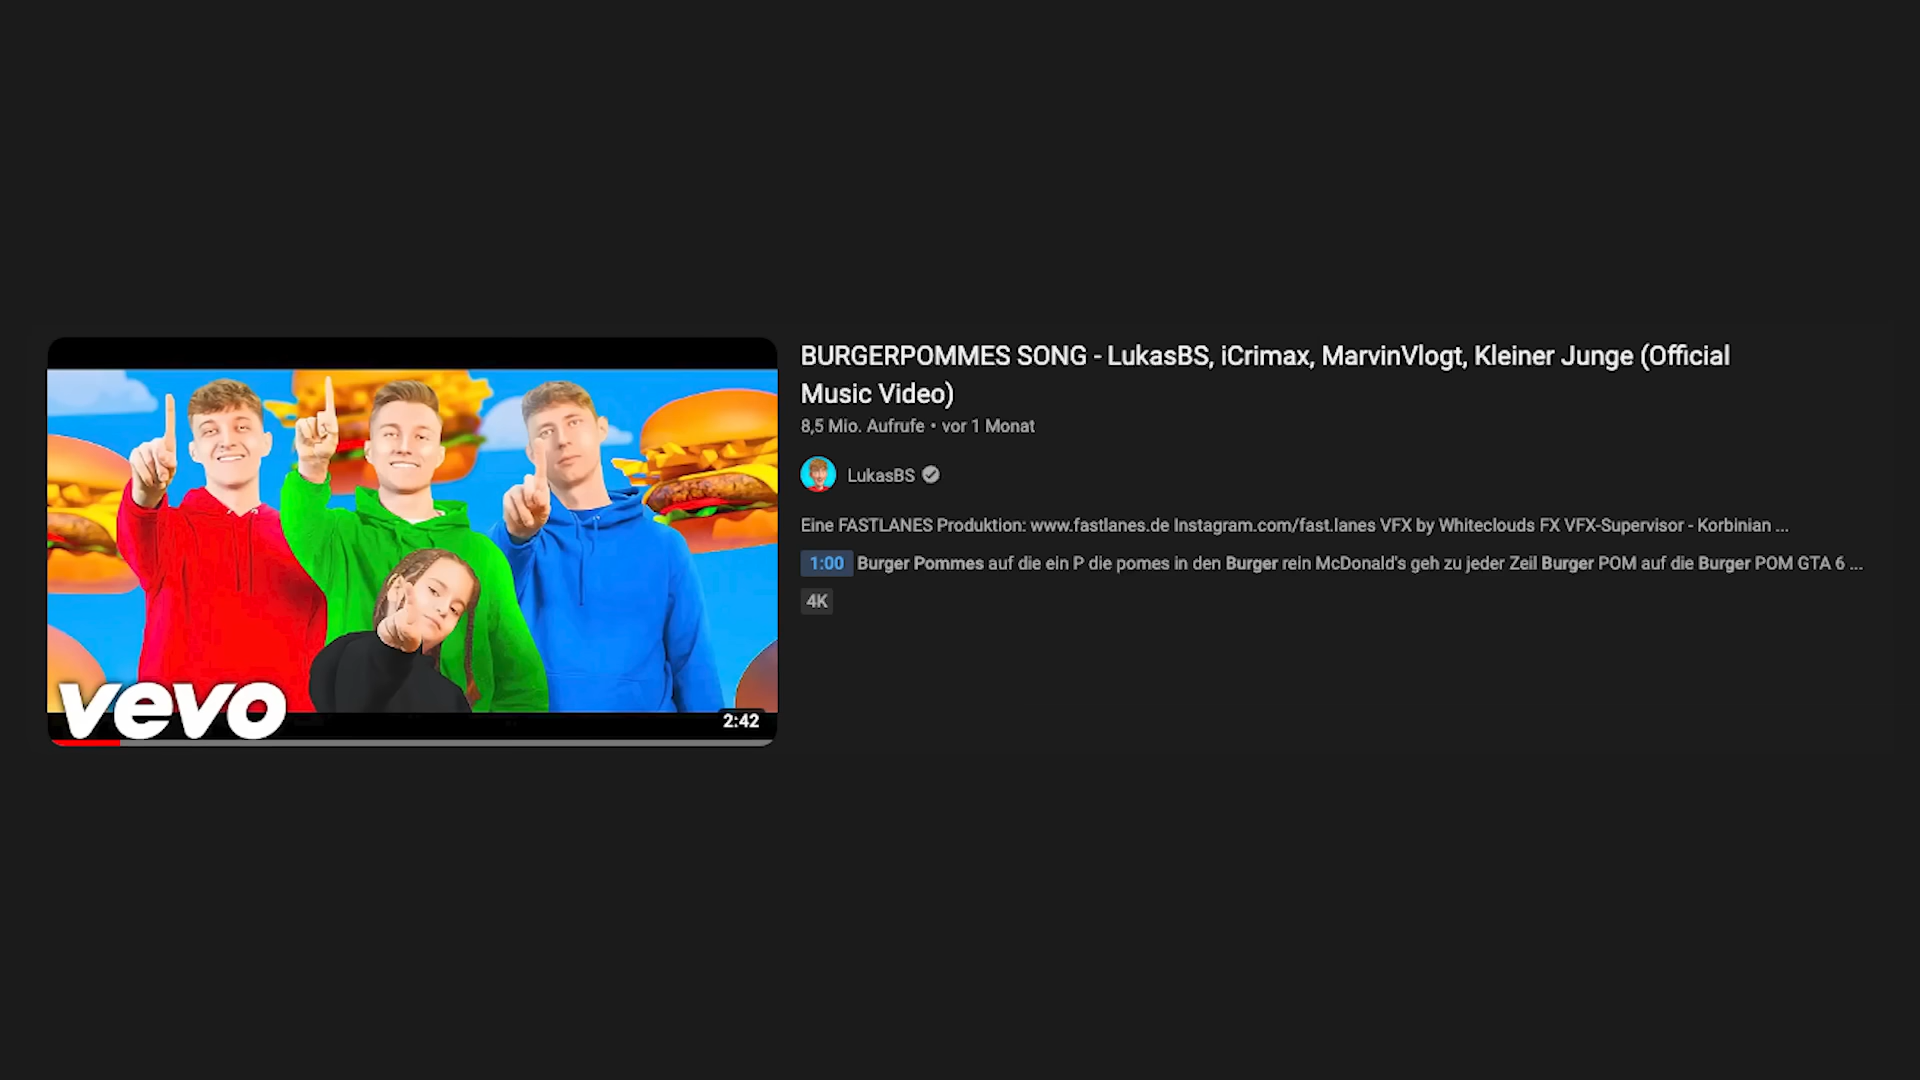 BURGERPOMMES SONG - LukasBS, iCrimax, MarvinVlogt, Kleiner Junge (Official
Music Video)
8,5 Mio. Aufrufe • vor 1 Monat
LukasBS
Eine FASTLANES Produktion: www.fastlanes.de Instagram.com/fast.lanes VFX by Whiteclouds FX VFX-Supervisor - Korbinian ...
1:00 Burger Pommes auf die ein P die pomes in den Burger rein McDonald's geh zu jeder Zeil Burger POM auf die Burger POM GTA 6 ...
4K
vevo
2:42